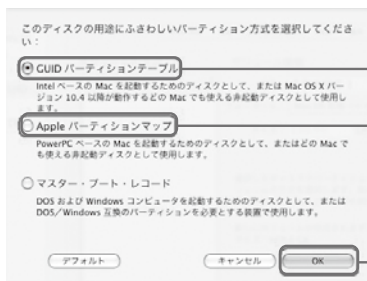 このディスクの用途にふさわしいパーティション方式を選択してくださ
い：
GUID パーティションテーブル
Intel ベースの Mac を起動するためのディスクとして、または Mac OS X バー
ジョン 10.4 以降が動作するどの Mac でも使える非起動ディスクとして使用し
ます。
Apple パーティションマップ
PowerPC ベースの Mac を起動するためのディスクとして、またはどの Mac で
も使える非起動ディスクとして使用します。
マスター・ブート・レコード
DOS および Windows コンピュータを起動するためのディスクとして、または
DOS／Windows 互換のパーティションを必要とする装置で使用します。
デフォルト
キャンセル
OK